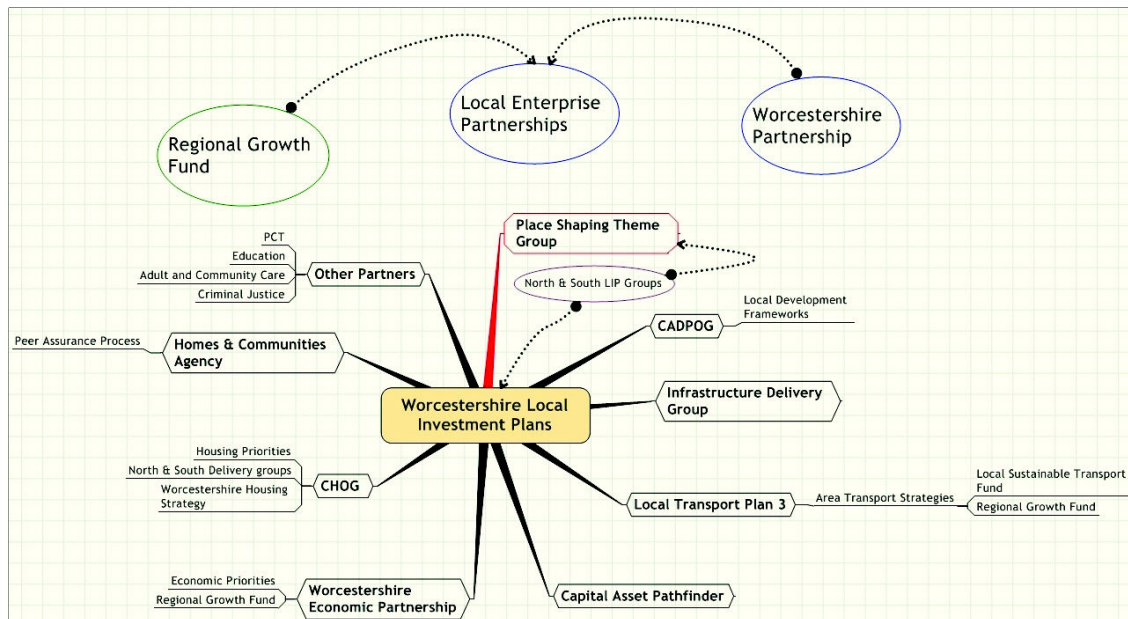 Regional Growth
Fund
Local Enterprise
Partnerships
Worcestershire
Partnership
Place Shaping Theme
Group
North & South LIP Groups
PCT
Education
Adult and Community Care
Criminal Justice
Other Partners
CADPOG
Local Development
Frameworks
Peer Assurance Process
Homes & Communities
Agency
Worcestershire Local
Investment Plans
Infrastructure Delivery
Group
Housing Priorities
North & South Delivery groups
Worcestershire Housing
Strategy
CHOG
Local Transport Plan 3
Area Transport Strategies
Local Sustainable Transport
Fund
Regional Growth Fund
Economic Priorities
Regional Growth Fund
Worcestershire
Economic Partnership
Capital Asset Pathfinder